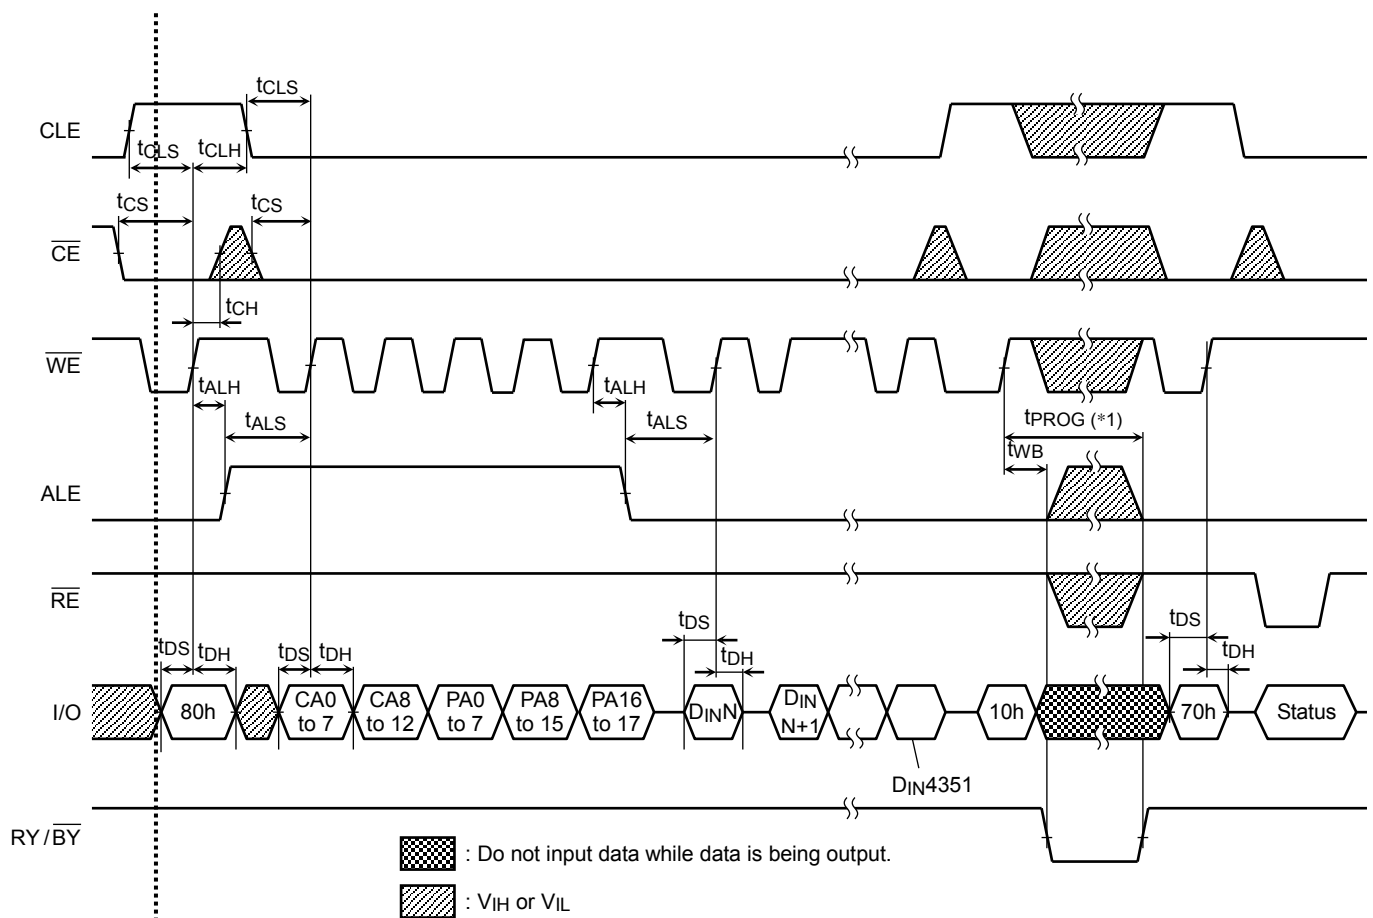 tCLS
CLE
tCLS
tCLH
tCS
tCS
CE
tCH
WE
tALH
tALH
tPROG (*1)
tALS
tALS
tWB
ALE
RE
tDS
tDH
tDS
tDH
tDS
tDH
tDS
tDH
I/O
80h
CA0
to 7
CA8
to 12
PA0
to 7
PA8
to 15
PA16
to 17
DINN
DIN
N+1
10h
70h
Status
DIN4351
RY/BY
: Do not input data while data is being output.
: VIH or VIL